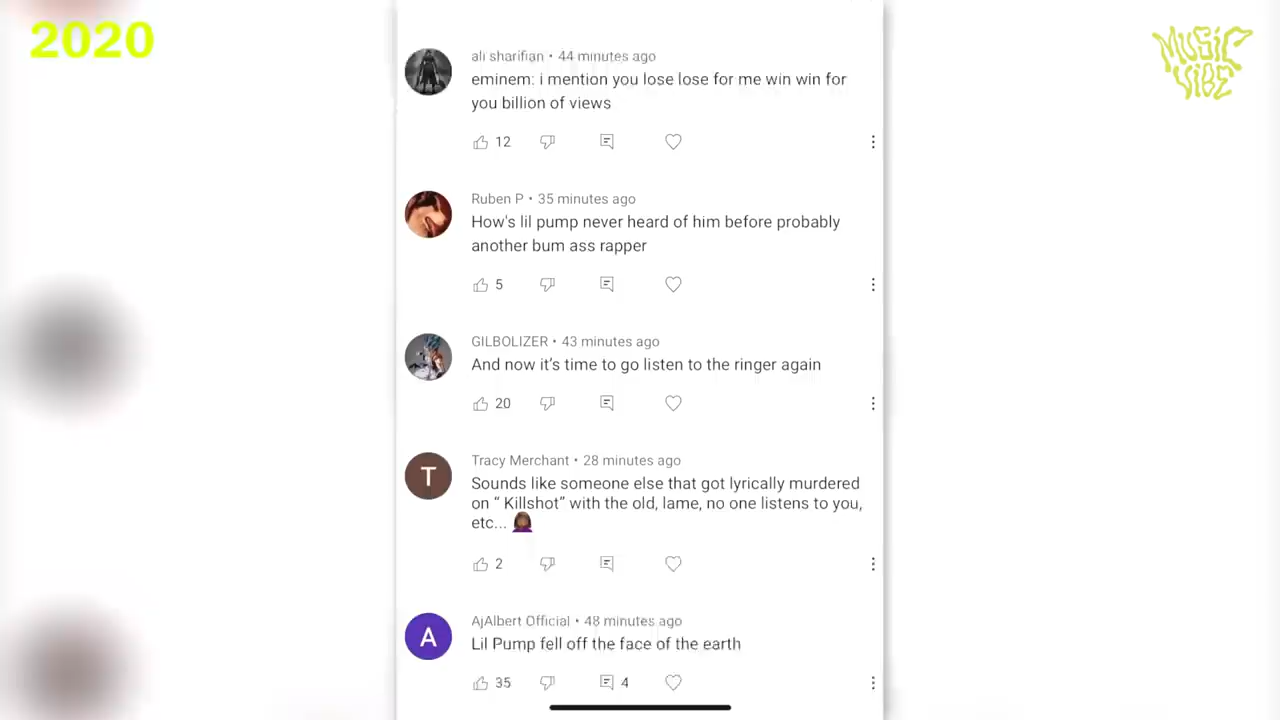 2020
MUSIC
VIBE
ali sharifian • 44 minutes ago
eminem: i mention you lose lose for me win win for
you billion of views
12
Ruben P • 35 minutes ago
How's lil pump never heard of him before probably
another bum ass rapper
5
GILBOLIZER • 43 minutes ago
And now it’s time to go listen to the ringer again
20
T
Tracy Merchant • 28 minutes ago
Sounds like someone else that got lyrically murdered
on “ Killshot” with the old, lame, no one listens to you,
etc...
2
A
AjAlbert Official • 48 minutes ago
Lil Pump fell off the face of the earth
35 4